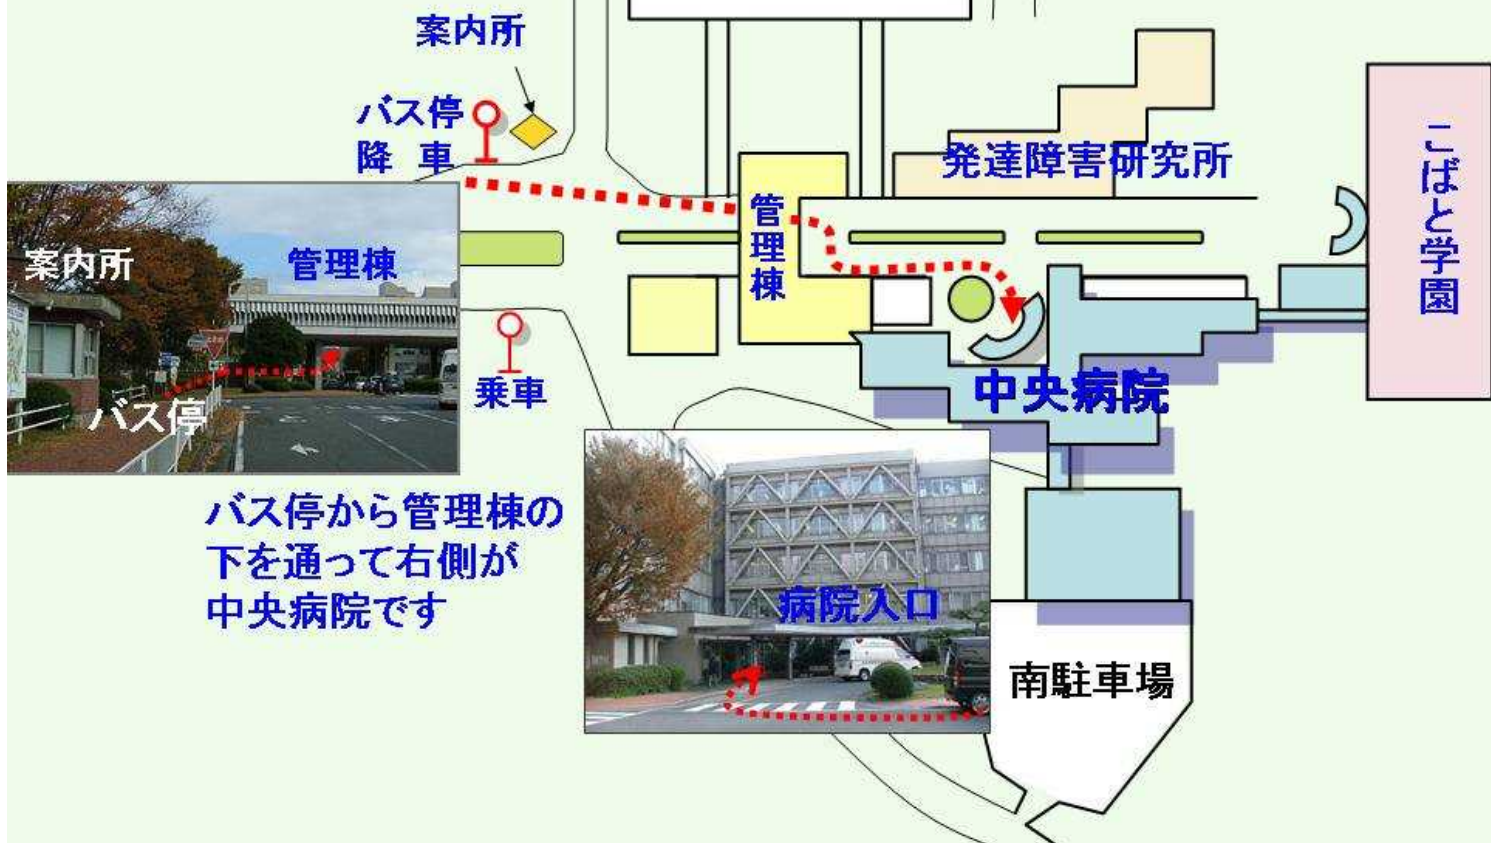 案内所
バス停
降 車
管理棟
発達障害研究所
こばと学園
案内所
管理棟
バス停
乗車
中央病院
バス停から管理棟の
下を通って右側が
中央病院です
病院入口
南駐車場